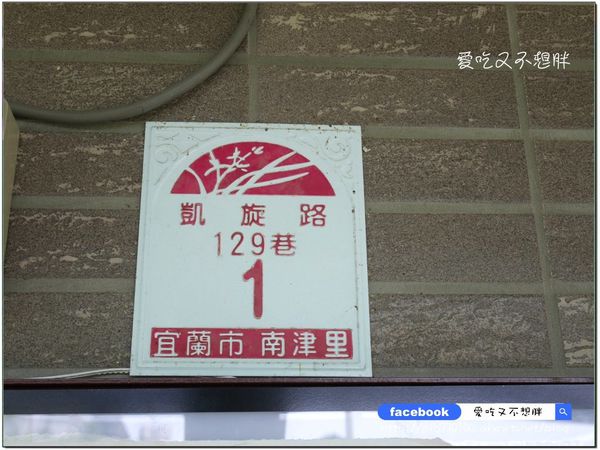 愛吃又不想胖
凱旋路
129巷
1
宜蘭市 南津里
facebook 愛吃又不想胖